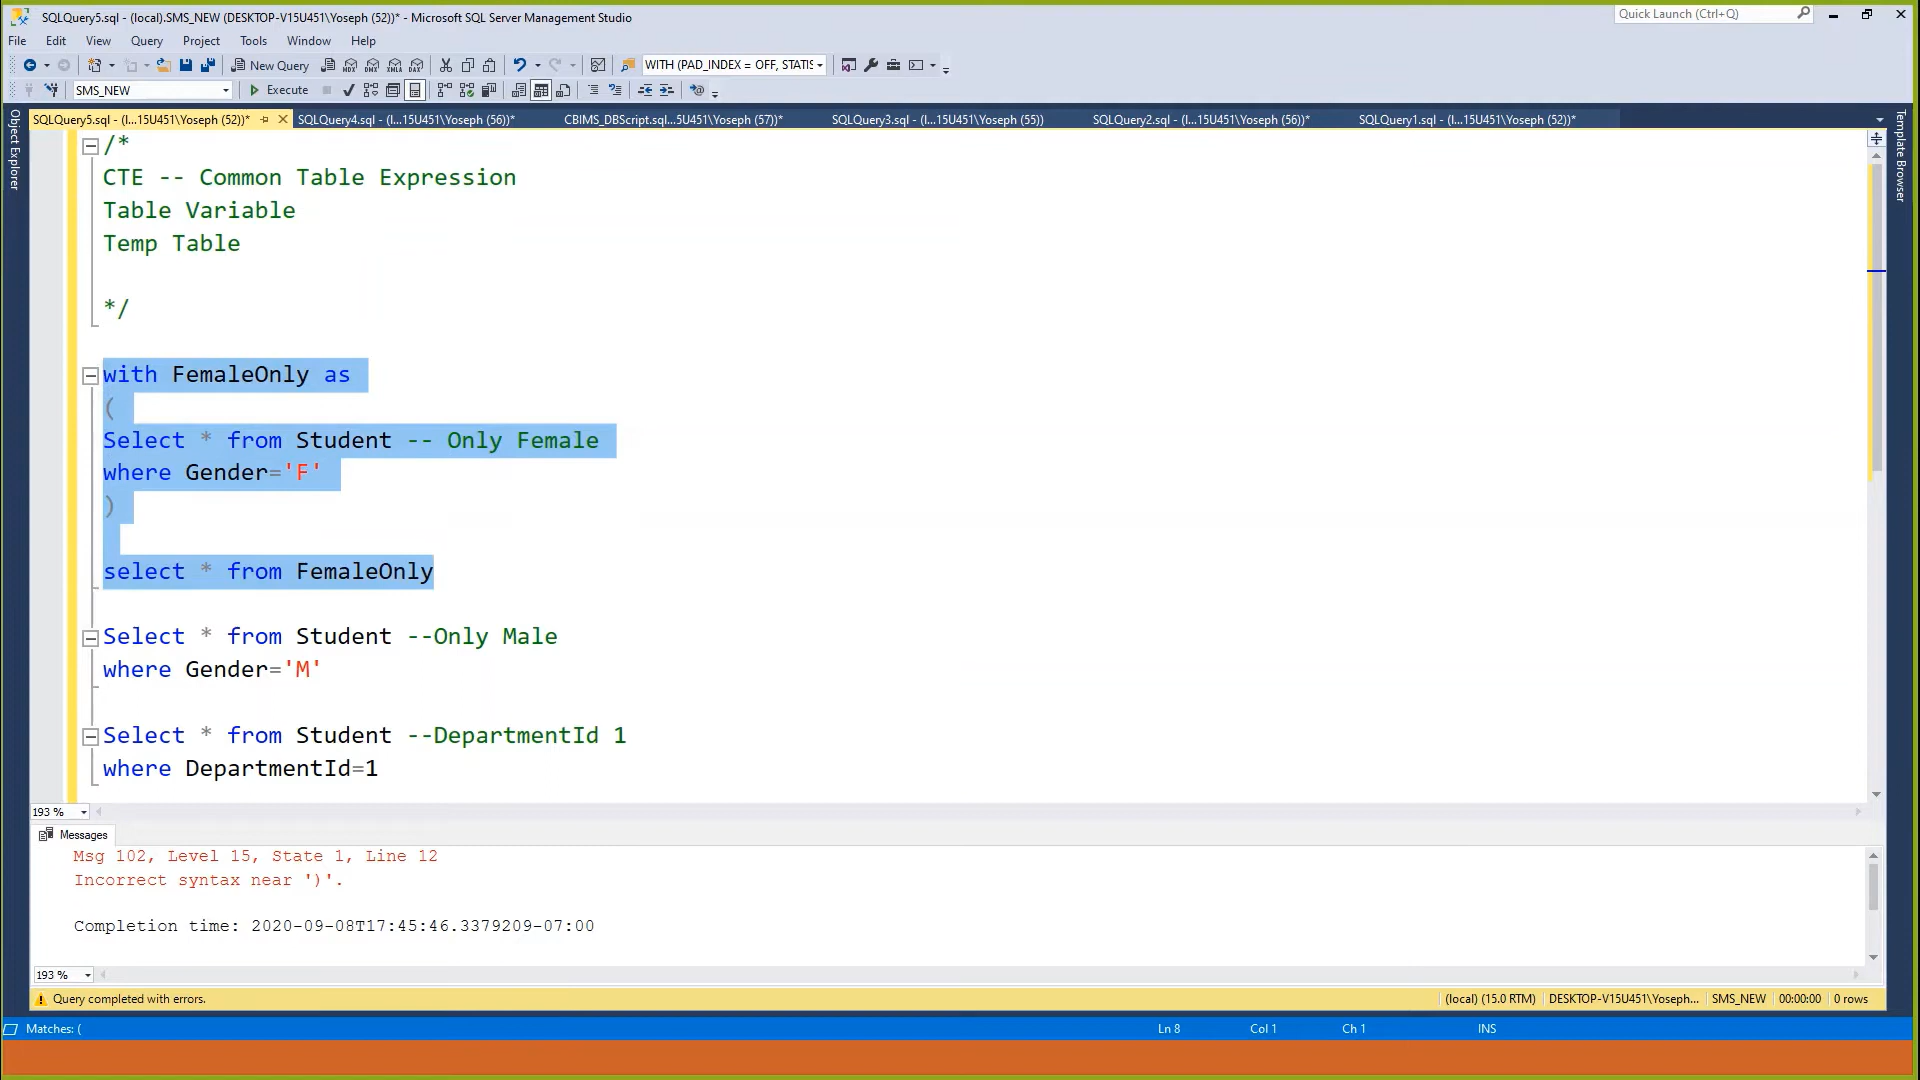 SQLQuery5.sql - (local).SMS_NEW (DESKTOP-V15U451\Yoseph (52))* - Microsoft SQL Server Management Studio
Quick Launch (Ctrl+Q)
File Edit View Query Project Tools Window Help
New Query MDX DMX XMLA DAX WITH (PAD_INDEX = OFF, STATIS
SMS_NEW Execute
SQLQuery5.sql - (l...15U451\Yoseph (52))* SQLQuery4.sql - (l...15U451\Yoseph (56))* CBIMS_DBScript.sql...5U451\Yoseph (57))* SQLQuery3.sql - (l...15U451\Yoseph (55)) SQLQuery2.sql - (l...15U451\Yoseph (56))* SQLQuery1.sql - (l...15U451\Yoseph (52))*
Object Explorer
Template Browser
/*
CTE -- Common Table Expression
Table Variable
Temp Table
*/
with FemaleOnly as
(
Select * from Student -- Only Female
where Gender='F'
)
select * from FemaleOnly
Select * from Student --Only Male
where Gender='M'
Select * from Student --DepartmentId 1
where DepartmentId=1
193 %
Messages
Msg 102, Level 15, State 1, Line 12
Incorrect syntax near ')'.
Completion time: 2020-09-08T17:45:46.3379209-07:00
193 %
Query completed with errors. (local) (15.0 RTM) DESKTOP-V15U451\Yoseph... SMS_NEW 00:00:00 0 rows
Matches: ( Ln 8 Col 1 Ch 1 INS